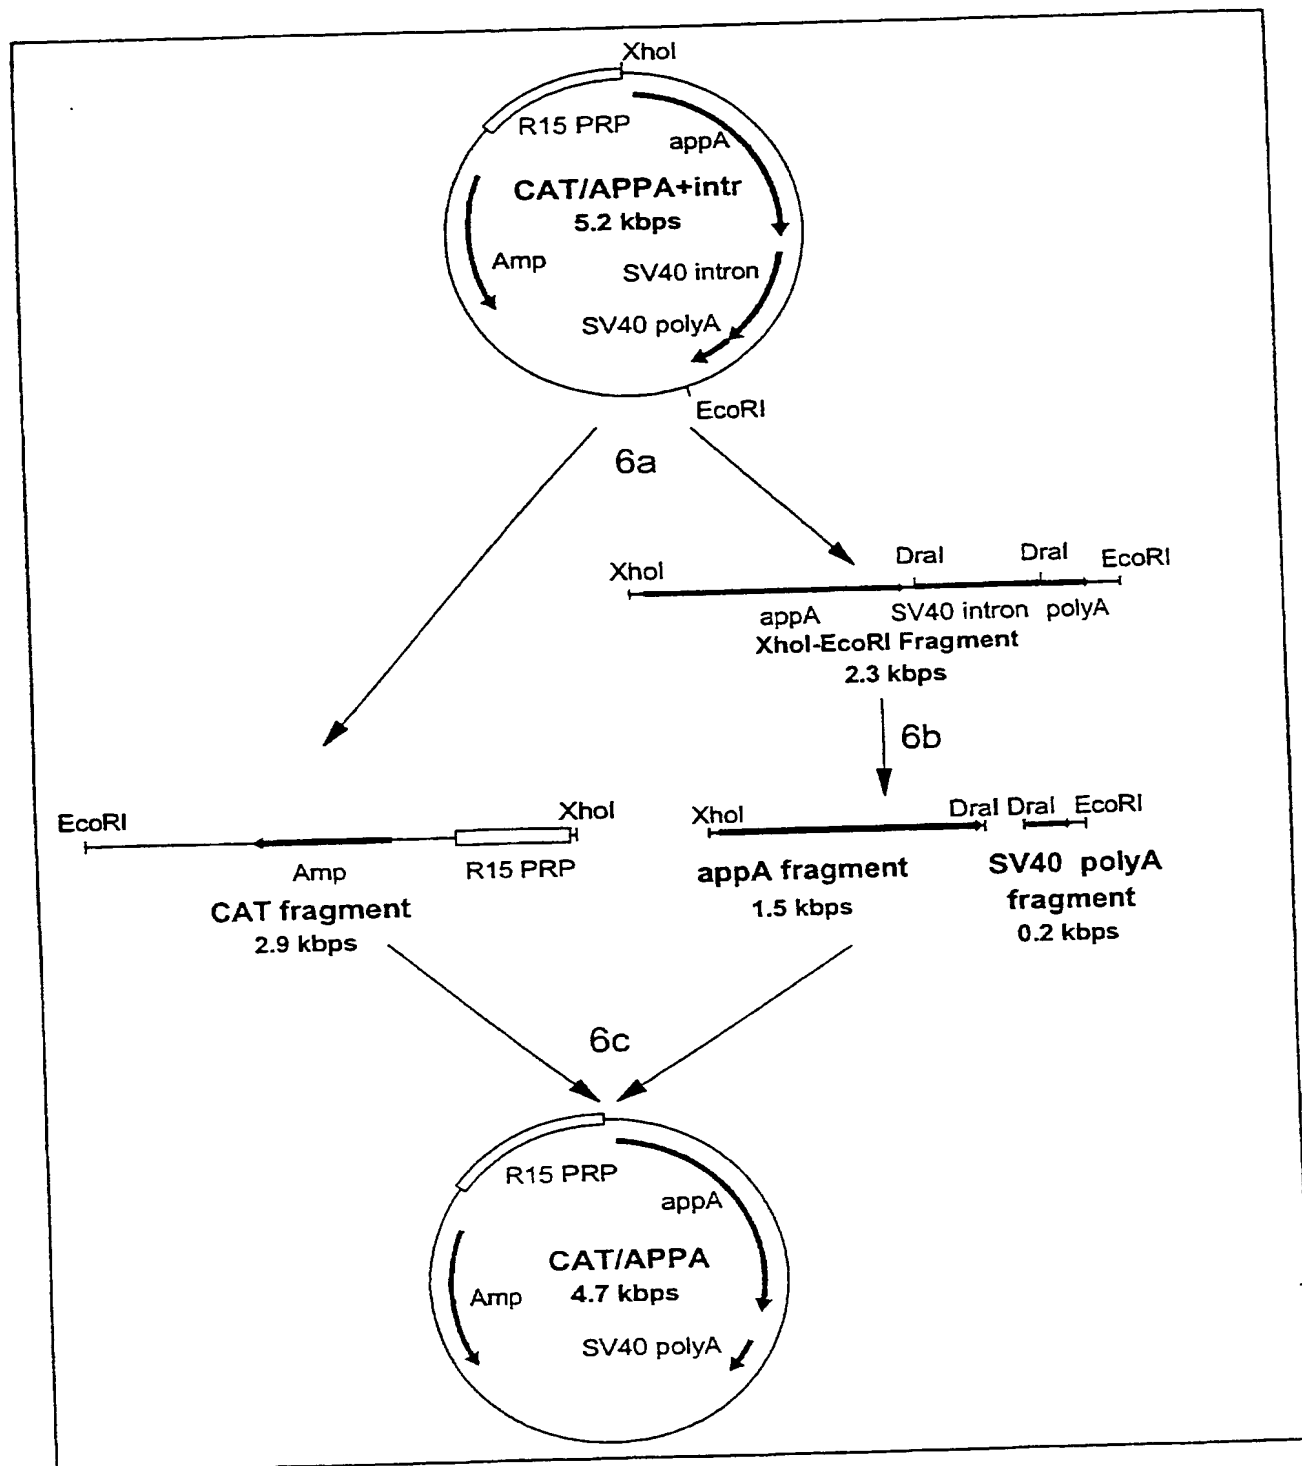 XhoI
R15 PRP
appA
CAT/APPA+intr
5.2 kbps
Amp
SV40 intron
SV40 polyA
EcoRI
6a
XhoI
DraI
DraI
EcoRI
appA
SV40 intron
polyA
XhoI-EcoRI Fragment
2.3 kbps
6b
EcoRI
XhoI
Amp
R15 PRP
CAT fragment
2.9 kbps
XhoI
DraI
DraI
EcoRI
appA fragment
1.5 kbps
SV40 polyA
fragment
0.2 kbps
6c
R15 PRP
appA
CAT/APPA
4.7 kbps
Amp
SV40 polyA